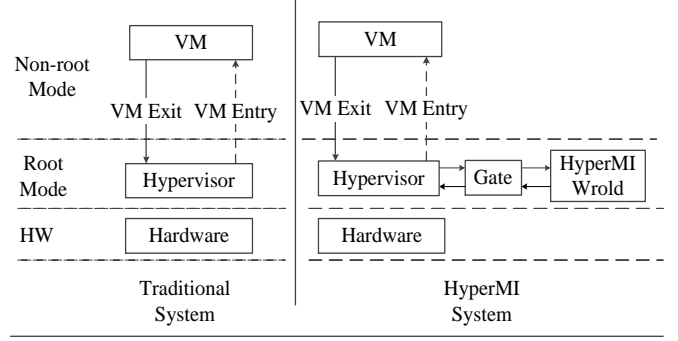 VM
Non-root
Mode
VM Exit VM Entry
Root
Mode
Hypervisor
HW
Hardware
Traditional
System
VM
VM Exit VM Entry
Hypervisor
Gate
HyperMI
Wrold
Hardware
HyperMI
System